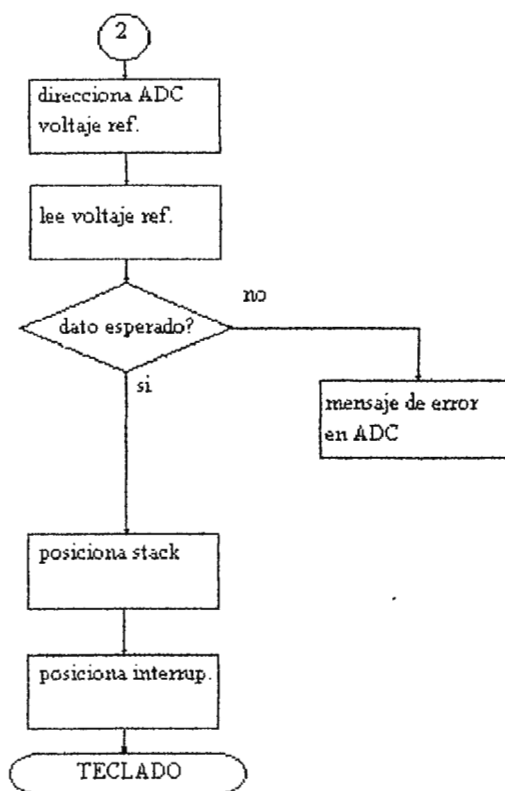 2
direcciona ADC
voltaje ref.
lee voltaje ref.
dato esperado?
no
si
mensaje de error
en ADC
posiciona stack
posiciona interrup.
TECLADO